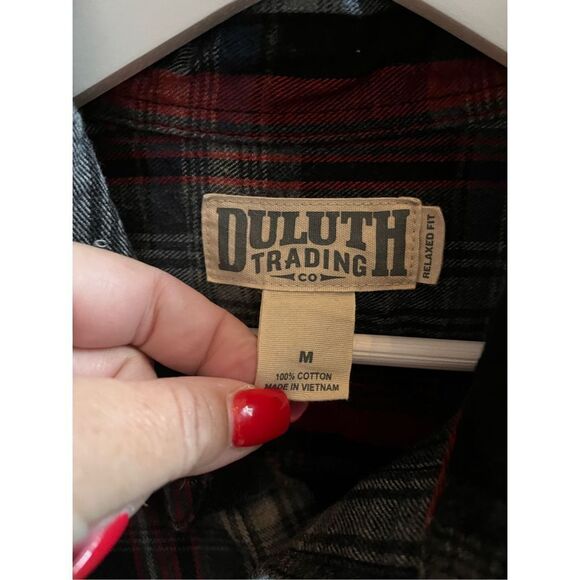 DULUTH
TRADING
CO
RELAXED FIT
M
100% COTTON
MADE IN VIETNAM